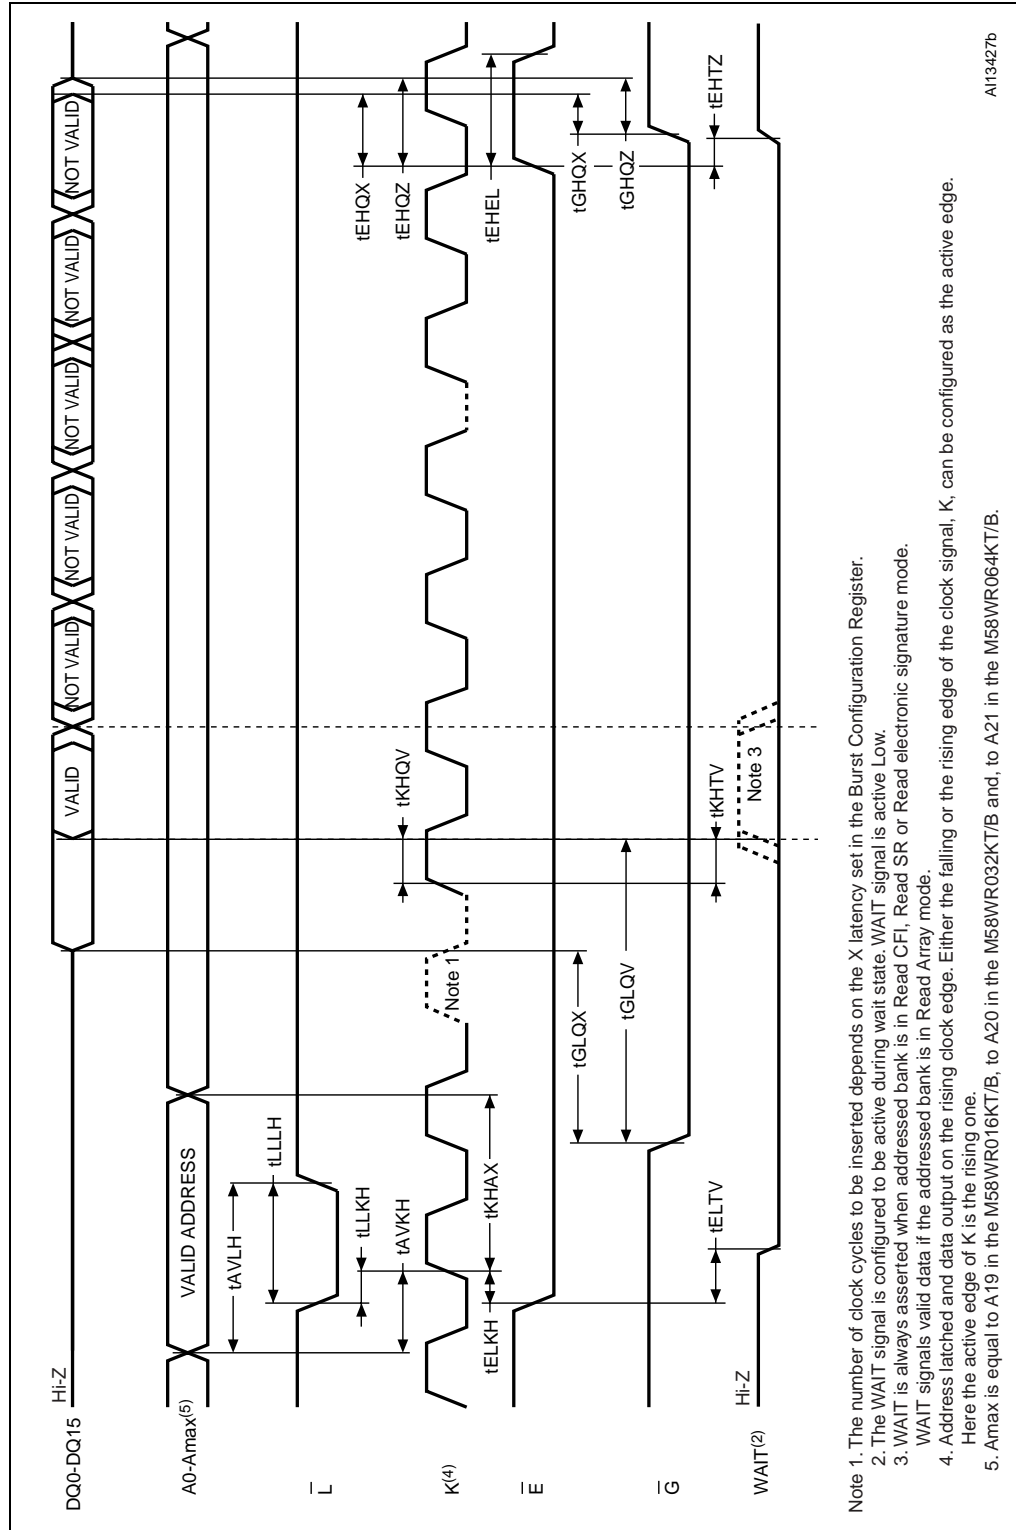 DQ0-DQ15
Hi-Z
VALID
NOT VALID
NOT VALID
NOT VALID
NOT VALID
NOT VALID
A0-Amax(5)
VALID ADDRESS
tAVLH
tLLLH
L
tLLKH
tAVKH
tEHQX
tEHQZ
K(4)
Note 1
tKHQV
tELKH
tKHAX
tEHEL
E
tGLQX
tGLQV
tGHQX
tGHQZ
G
tELTV
tKHTV
tEHTZ
WAIT(2)
Hi-Z
Note 3
Note 1. The number of clock cycles to be inserted depends on the X latency set in the Burst Configuration Register.
2. The WAIT signal is configured to be active during wait state. WAIT signal is active Low.
3. WAIT is always asserted when addressed bank is in Read CFI, Read SR or Read electronic signature mode.
WAIT signals valid data if the addressed bank is in Read Array mode.
4. Address latched and data output on the rising clock edge. Either the falling or the rising edge of the clock signal, K, can be configured as the active edge.
Here the active edge of K is the rising one.
5. Amax is equal to A19 in the M58WR016KT/B, to A20 in the M58WR032KT/B and, to A21 in the M58WR064KT/B.
AI13427b